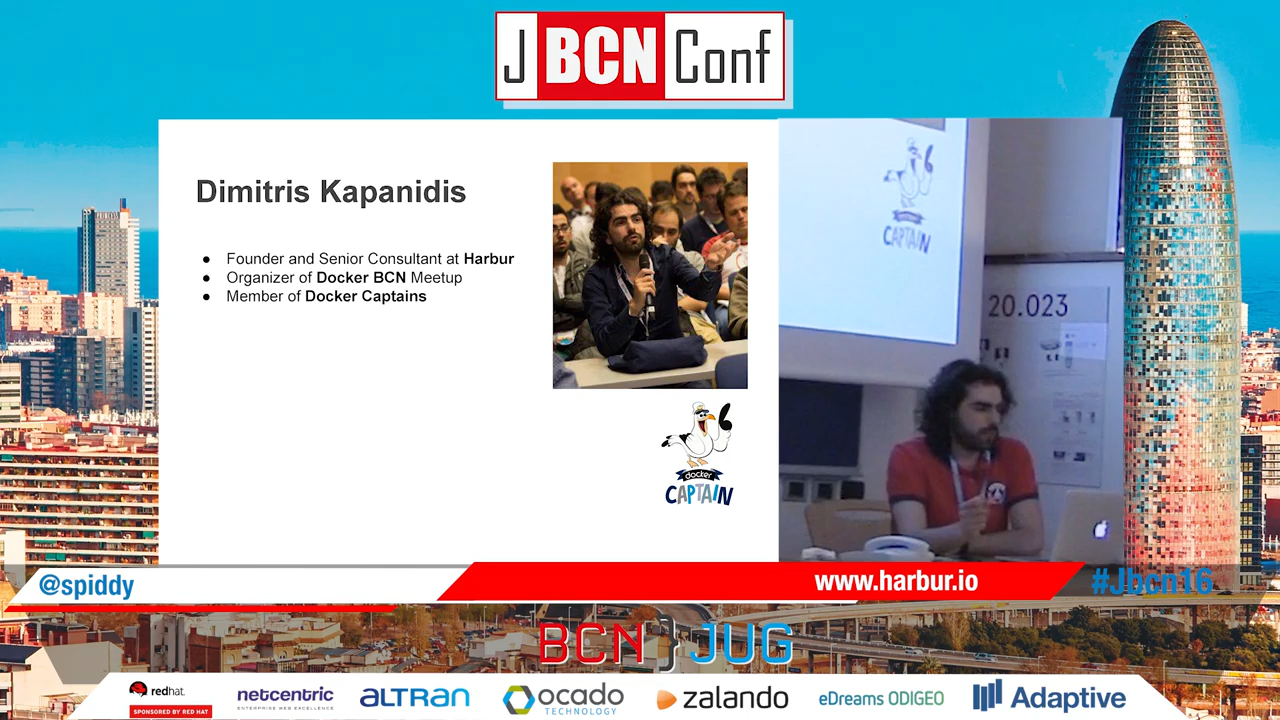 J BCN Conf
Dimitris Kapanidis
● Founder and Senior Consultant at Harbur
● Organizer of Docker BCN Meetup
● Member of Docker Captains
docker
CAPTAIN
CAPTAIN
20.023
@spiddy
www.harbur.io
#Jbcn16
BCN JUG
redhat.
SPONSORED BY RED HAT
netcentric
ENTERPRISE WEB EXCELLENCE
ALTRAN
ocado
TECHNOLOGY
zalando
eDreams ODIGEO
Adaptive